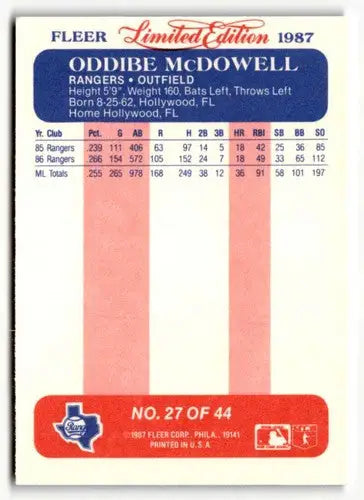 FLEER Limited Edition 1987
ODDIBE McDOWELL
RANGERS • OUTFIELD
Height 5'9", Weight 160, Bats Left, Throws Left
Born 8-25-62, Hollywood, FL
Home Hollywood, FL
Yr. Club Pct. G AB R H 2B 3B HR RBI SB BB SO
85 Rangers .239 111 406 63 97 14 5 18 42 25 36 85
86 Rangers .266 154 572 105 152 24 7 18 49 33 65 112
ML Totals .255 265 978 168 249 38 12 36 91 58 101 197
NO. 27 OF 44
©1987 FLEER CORP., PHILA., 19141
PRINTED IN U.S.A